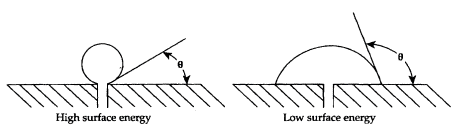 θ
θ
High surface energy
Low surface energy